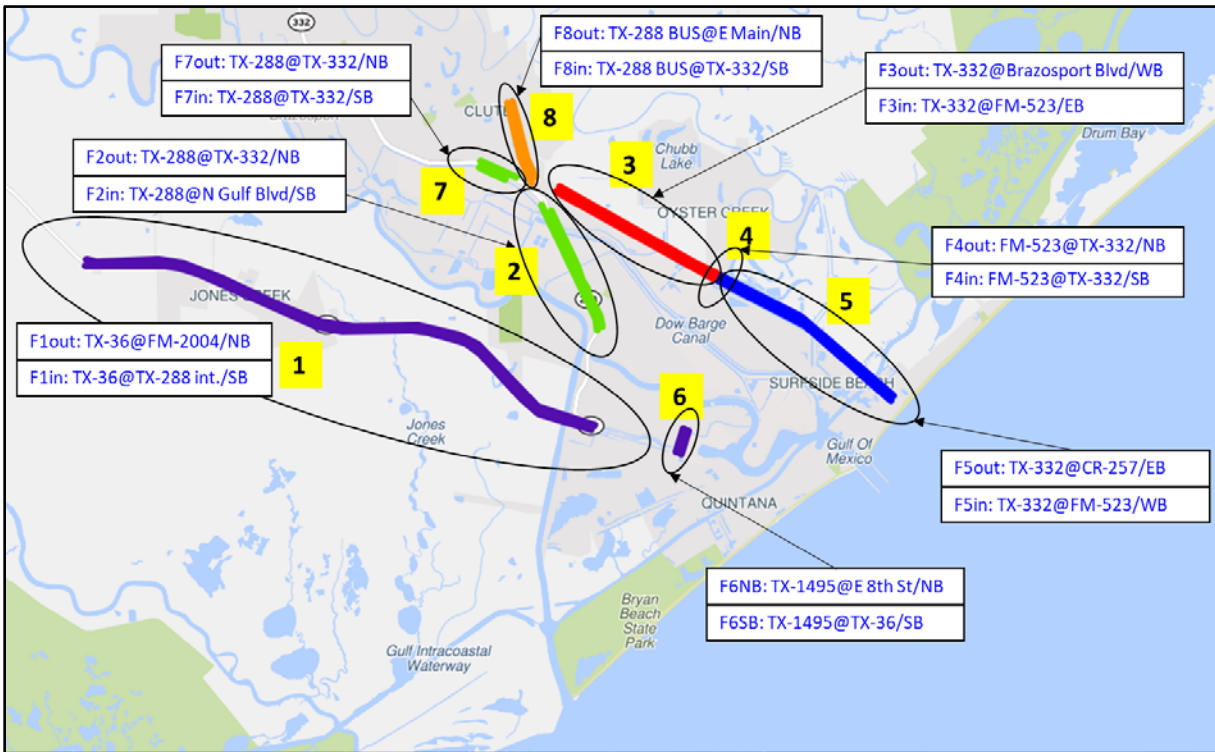 332
F8out: TX-288 BUS@E Main/NB
F8in: TX-288 BUS@TX-332/SB
F7out: TX-288@TX-332/NB
F7in: TX-288@TX-332/SB
F3out: TX-332@Brazosport Blvd/WB
F3in: TX-332@FM-523/EB
CLUTE
8
Drum Bay
F2out: TX-288@TX-332/NB
F2in: TX-288@N Gulf Blvd/SB
Chubb
Lake
3
7
OYSTER CREEK
4
F4out: FM-523@TX-332/NB
F4in: FM-523@TX-332/SB
2
5
JONES CREEK
Dow Barge
Canal
F1out: TX-36@FM-2004/NB
F1in: TX-36@TX-288 int./SB
1
SURFSIDE BEACH
6
Jones
Creek
Gulf Of
Mexico
F5out: TX-332@CR-257/EB
F5in: TX-332@FM-523/WB
QUINTANA
F6NB: TX-1495@E 8th St/NB
F6SB: TX-1495@TX-36/SB
Bryan
Beach
State
Park
Gulf Intracoastal
Waterway